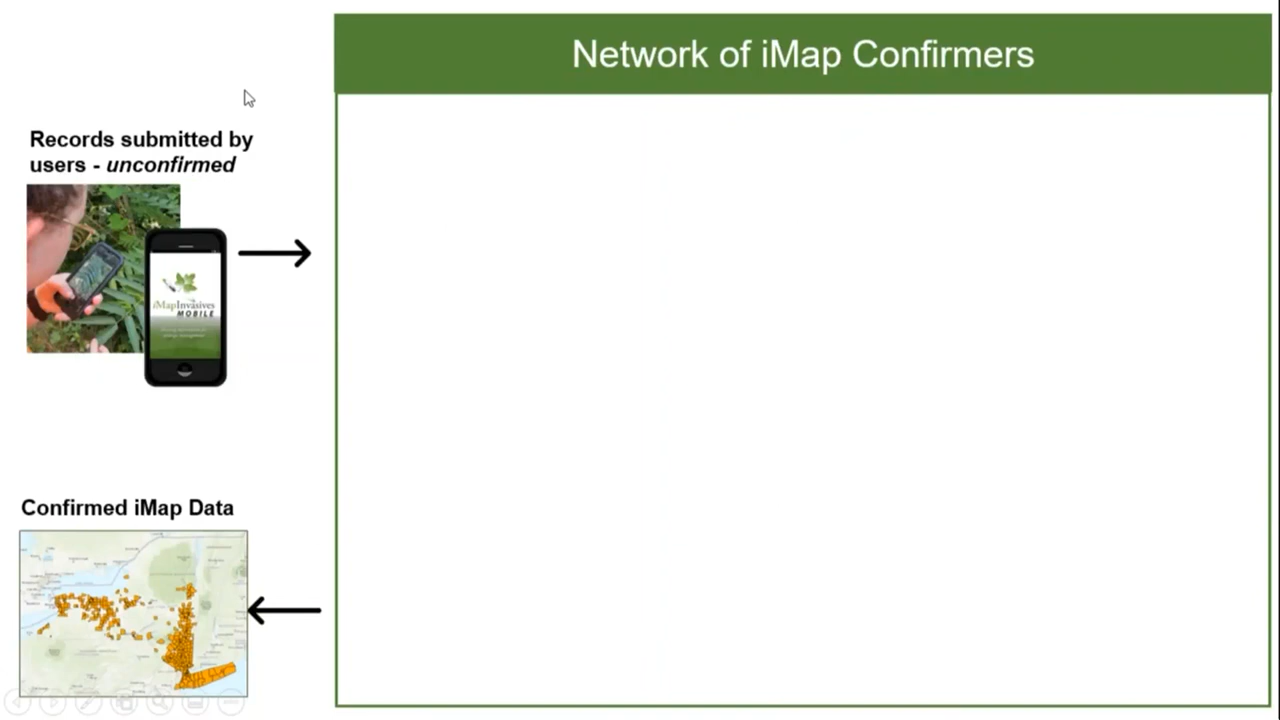 Network of iMap Confirmers
Records submitted by
users - unconfirmed
iMapInvasives
MOBILE
Confirmed iMap Data